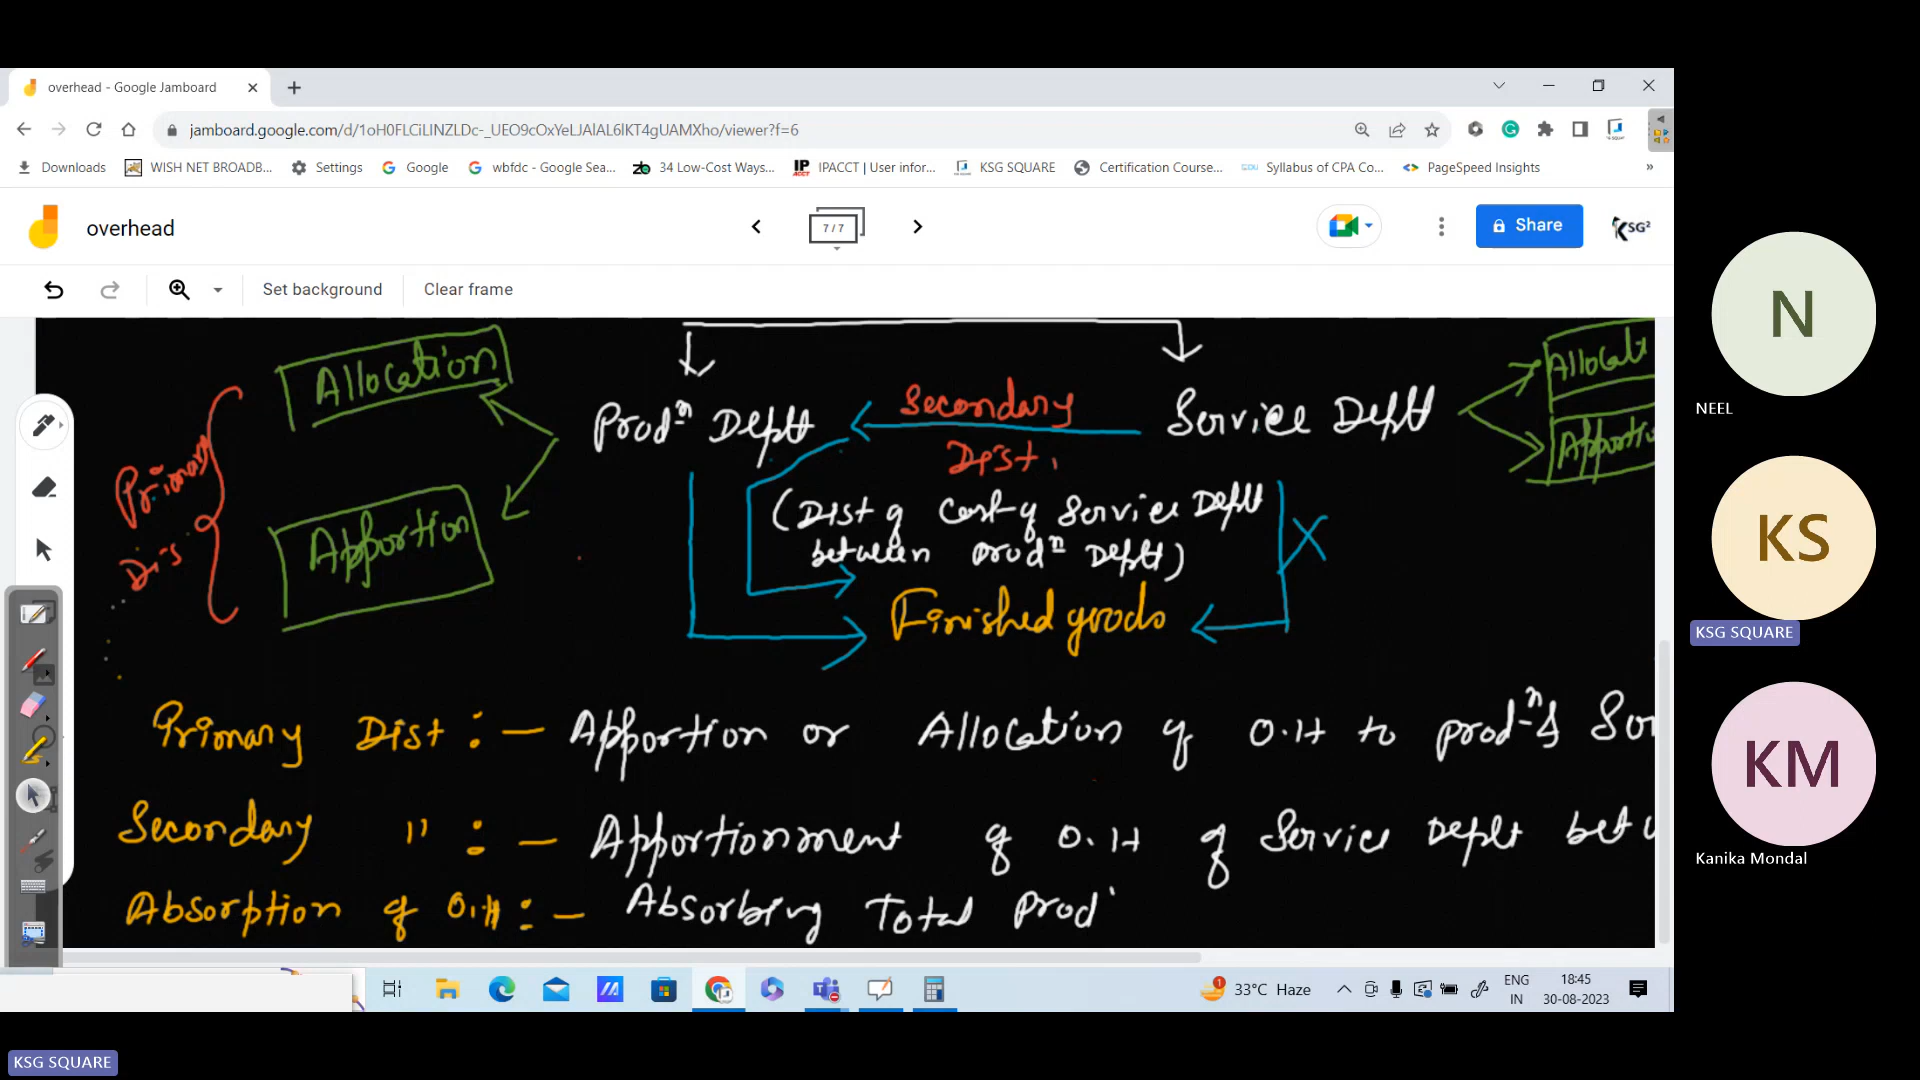 overhead - Google Jamboard
jamboard.google.com/d/1oH0FLCiLINZLDc-_UEO9cOxYeLJAlAL6lKT4gUAMXho/viewer?f=6
Downloads WISH NET BROADB... Settings Google wbfdc - Google Sea... 34 Low-Cost Ways... IPACCT | User infor... KSG SQUARE Certification Course... Syllabus of CPA Co... PageSpeed Insights »
overhead 7 / 7 Share KSG²
Set background Clear frame
Allocation
Primary Dis
Apportion
Prodⁿ Deptt
Secondary
Dist.
Service Deptt
Allocati
Apportio
(Dist of Cost of Service Deptt
between prodⁿ Deptt)
X
Finished goods
Primary Dist :- Apportion or Allocation of O.H to prodⁿ & Ser
Secondary " :- Apportionment of O.H of Service Deptt bet
Absorption of O.H :- Absorbing Total Prod
N
NEEL
KS
KSG SQUARE
KM
Kanika Mondal
1 33°C Haze ENG IN 18:45 30-08-2023
KSG SQUARE